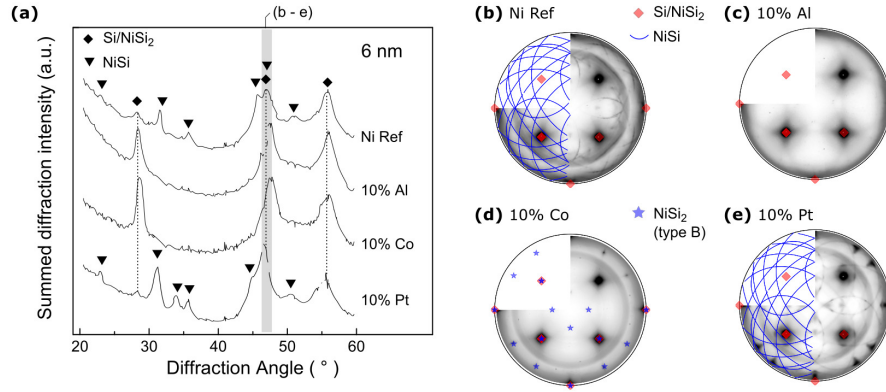 (a)
(b - e)
Si/NiSi₂
NiSi
6 nm
Ni Ref
10% Al
10% Co
10% Pt
Summed diffraction intensity (a.u.)
20 30 40 50 60
Diffraction Angle ( ° )
(b) Ni Ref
Si/NiSi₂
NiSi
(c) 10% Al
(d) 10% Co
NiSi₂
(type B)
(e) 10% Pt